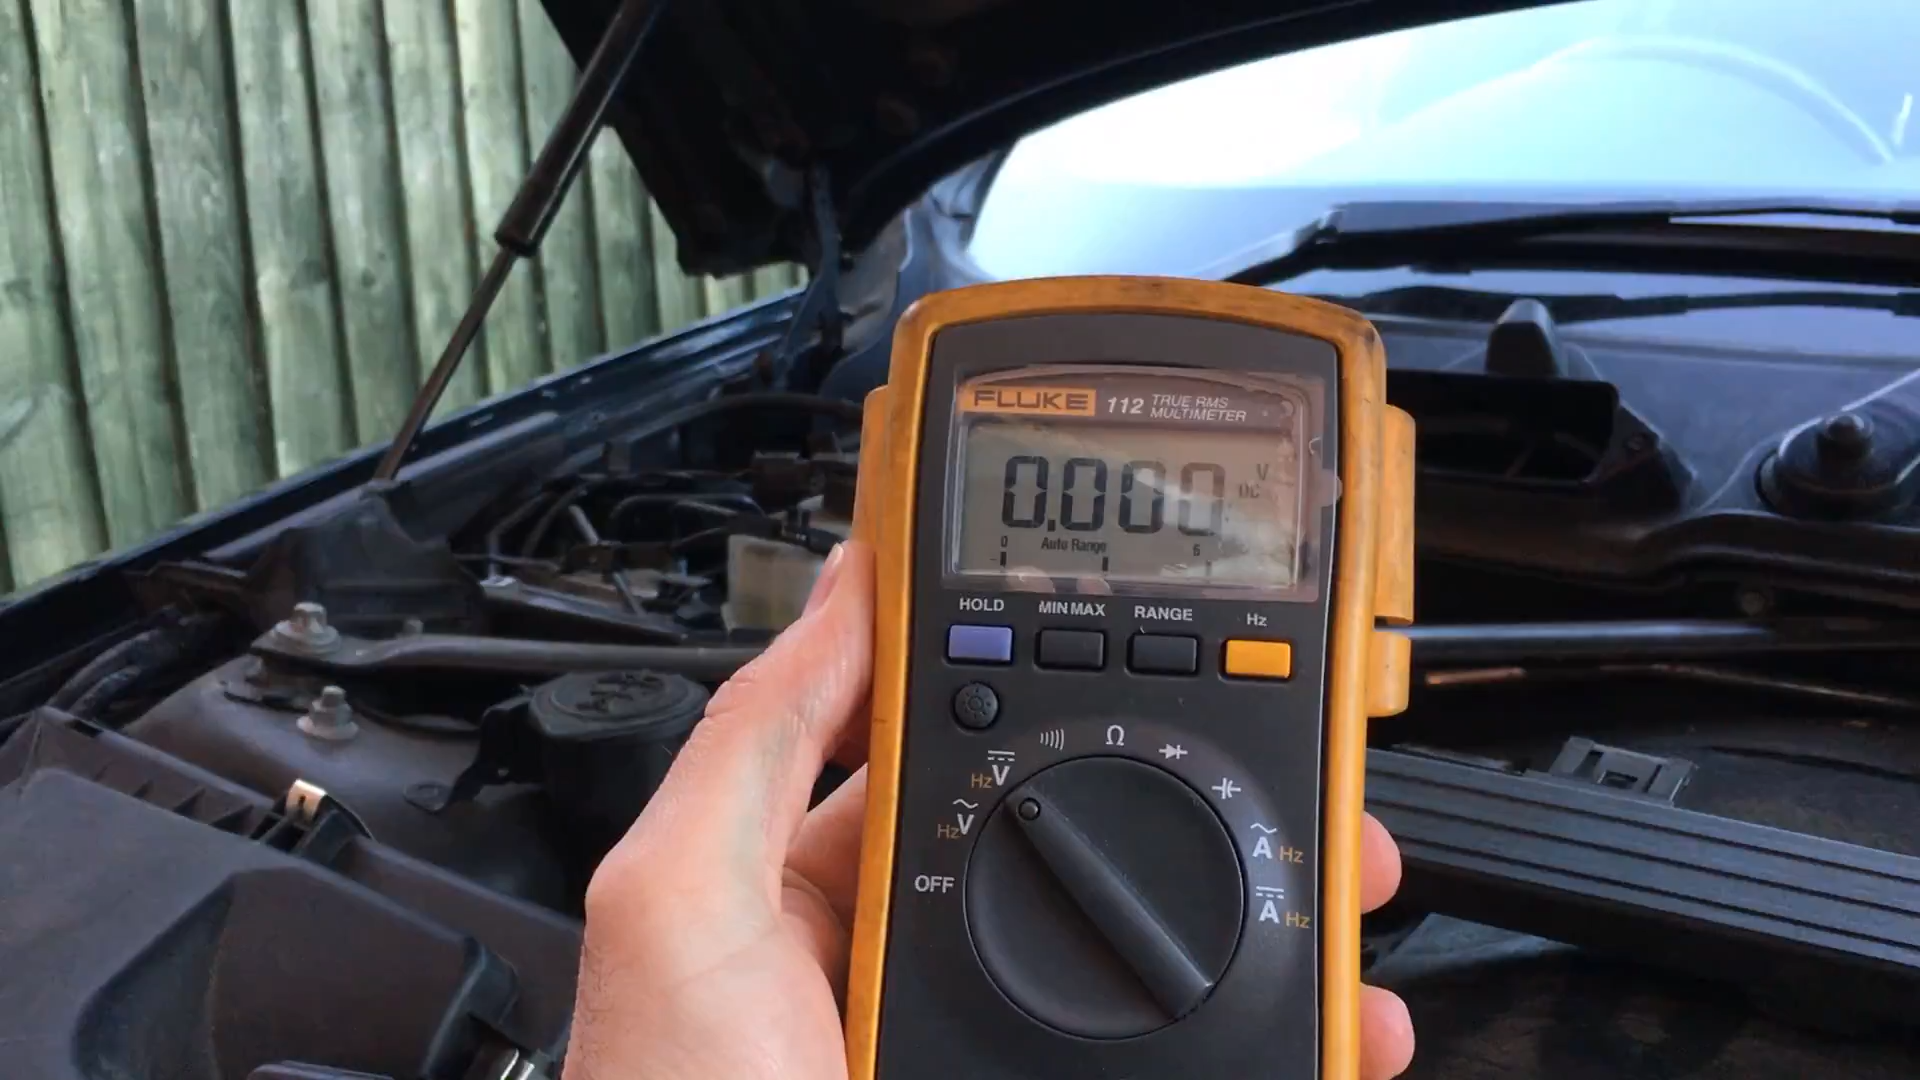 FLUKE 112 TRUE RMS
MULTIMETER
0.000 V
DC
0 Auto Range 6
HOLD MIN MAX RANGE Hz
Ω
Hz V
Hz V
A Hz
OFF
A Hz